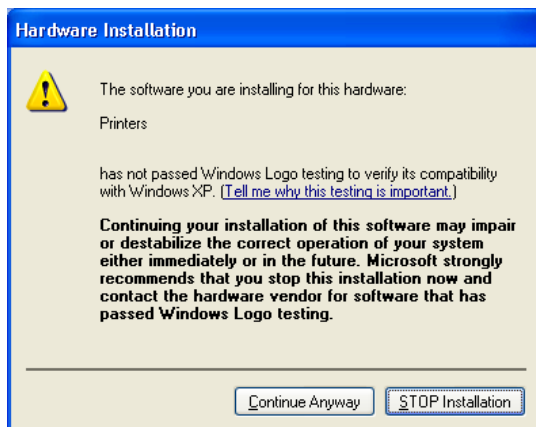 Hardware Installation
The software you are installing for this hardware:
Printers
has not passed Windows Logo testing to verify its compatibility
with Windows XP. (Tell me why this testing is important.)
Continuing your installation of this software may impair
or destabilize the correct operation of your system
either immediately or in the future. Microsoft strongly
recommends that you stop this installation now and
contact the hardware vendor for software that has
passed Windows Logo testing.
Continue Anyway
STOP Installation